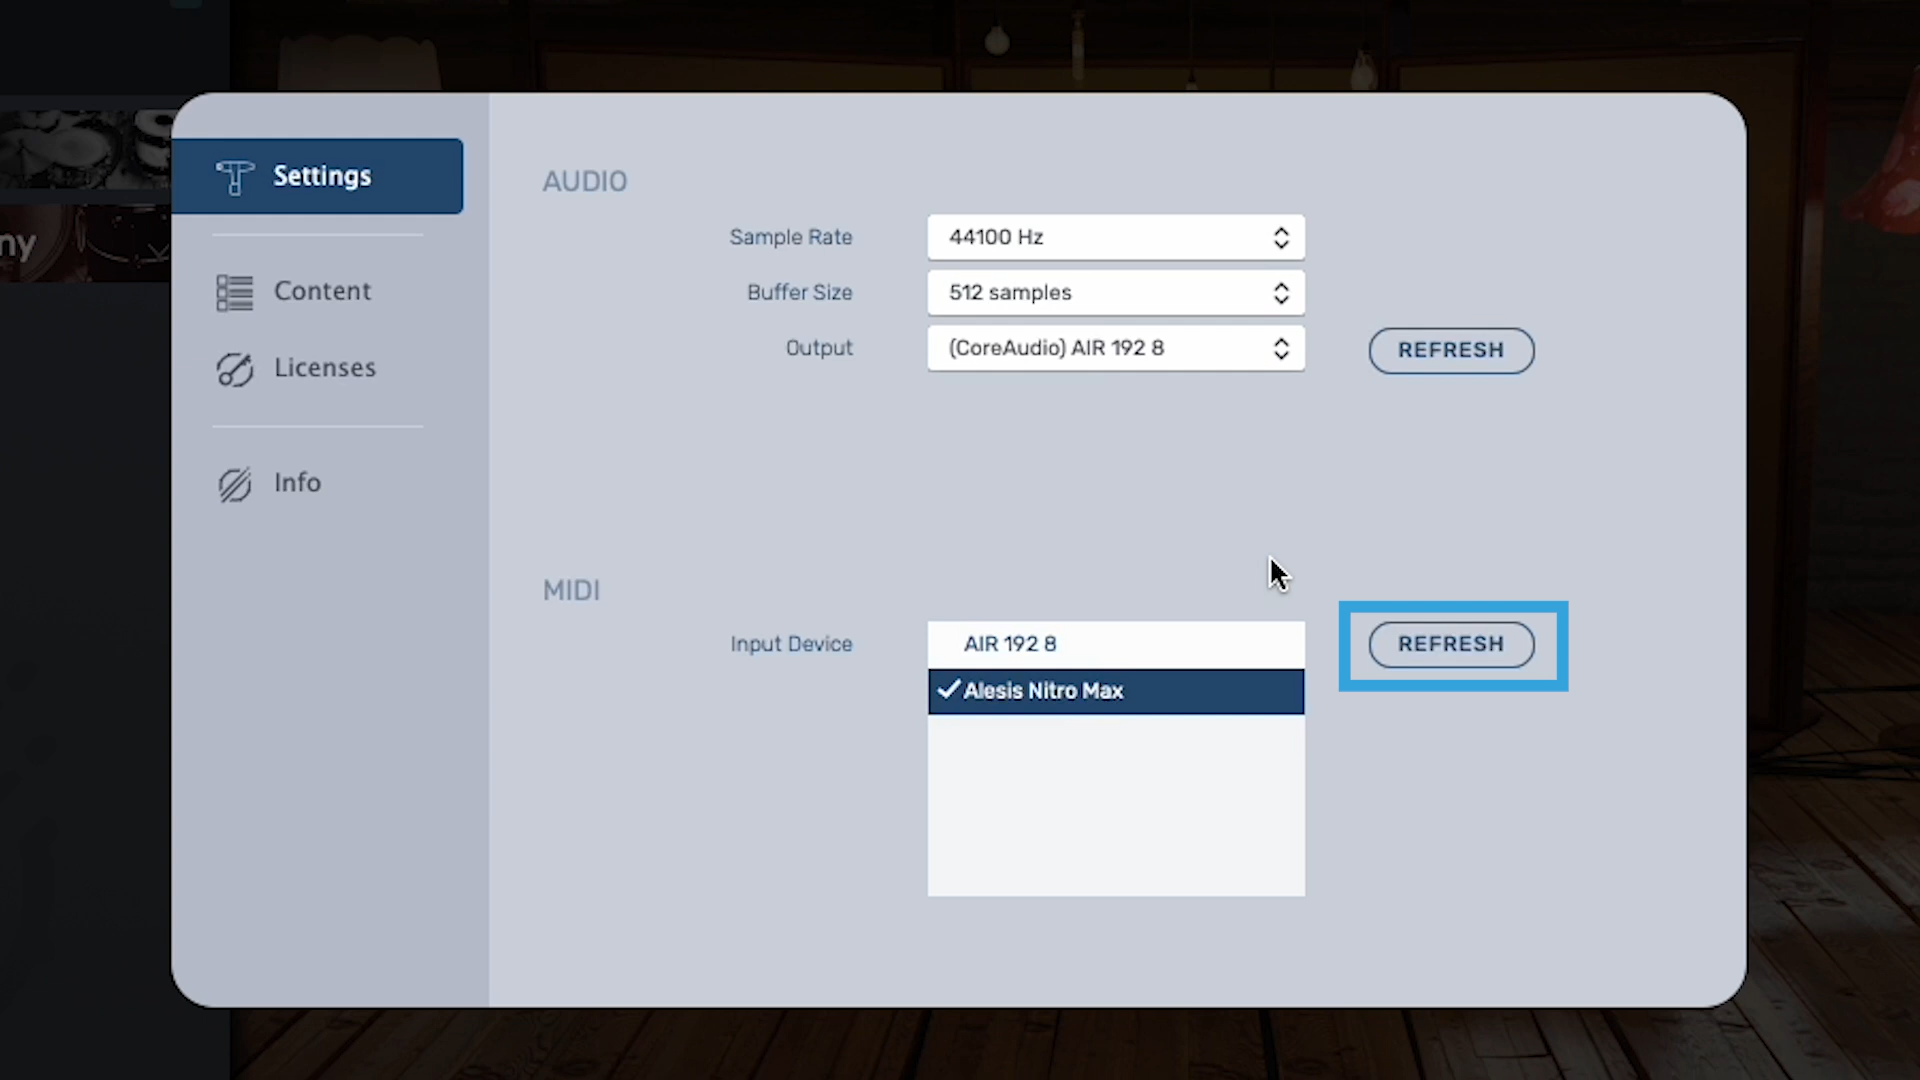 Settings
Content
Licenses
Info
AUDIO
Sample Rate 44100 Hz
Buffer Size 512 samples
Output (CoreAudio) AIR 192 8 REFRESH
MIDI
Input Device AIR 192 8 REFRESH
Alesis Nitro Max
ny